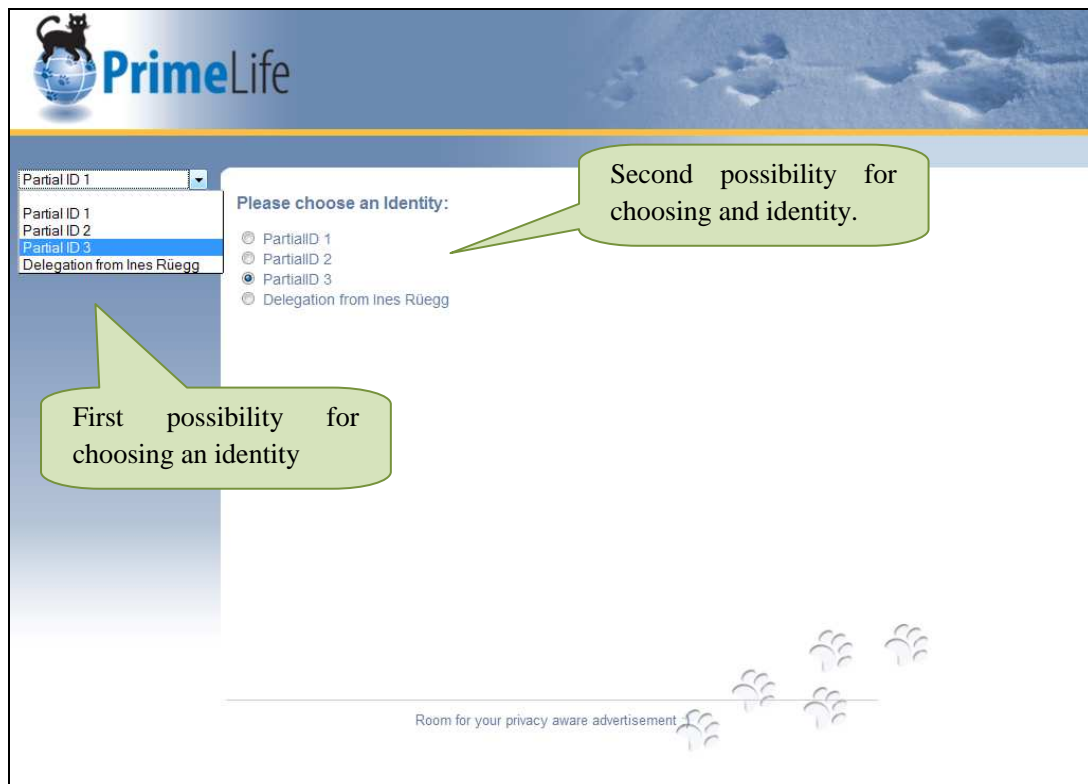 PrimeLife
Partial ID 1
Partial ID 1
Partial ID 2
Partial ID 3
Delegation from Ines Rüegg
Please choose an Identity:
PartialID 1
PartialID 2
PartialID 3
Delegation from Ines Rüegg
Second possibility for
choosing and identity.
First possibility for
choosing an identity
Room for your privacy aware advertisement :)